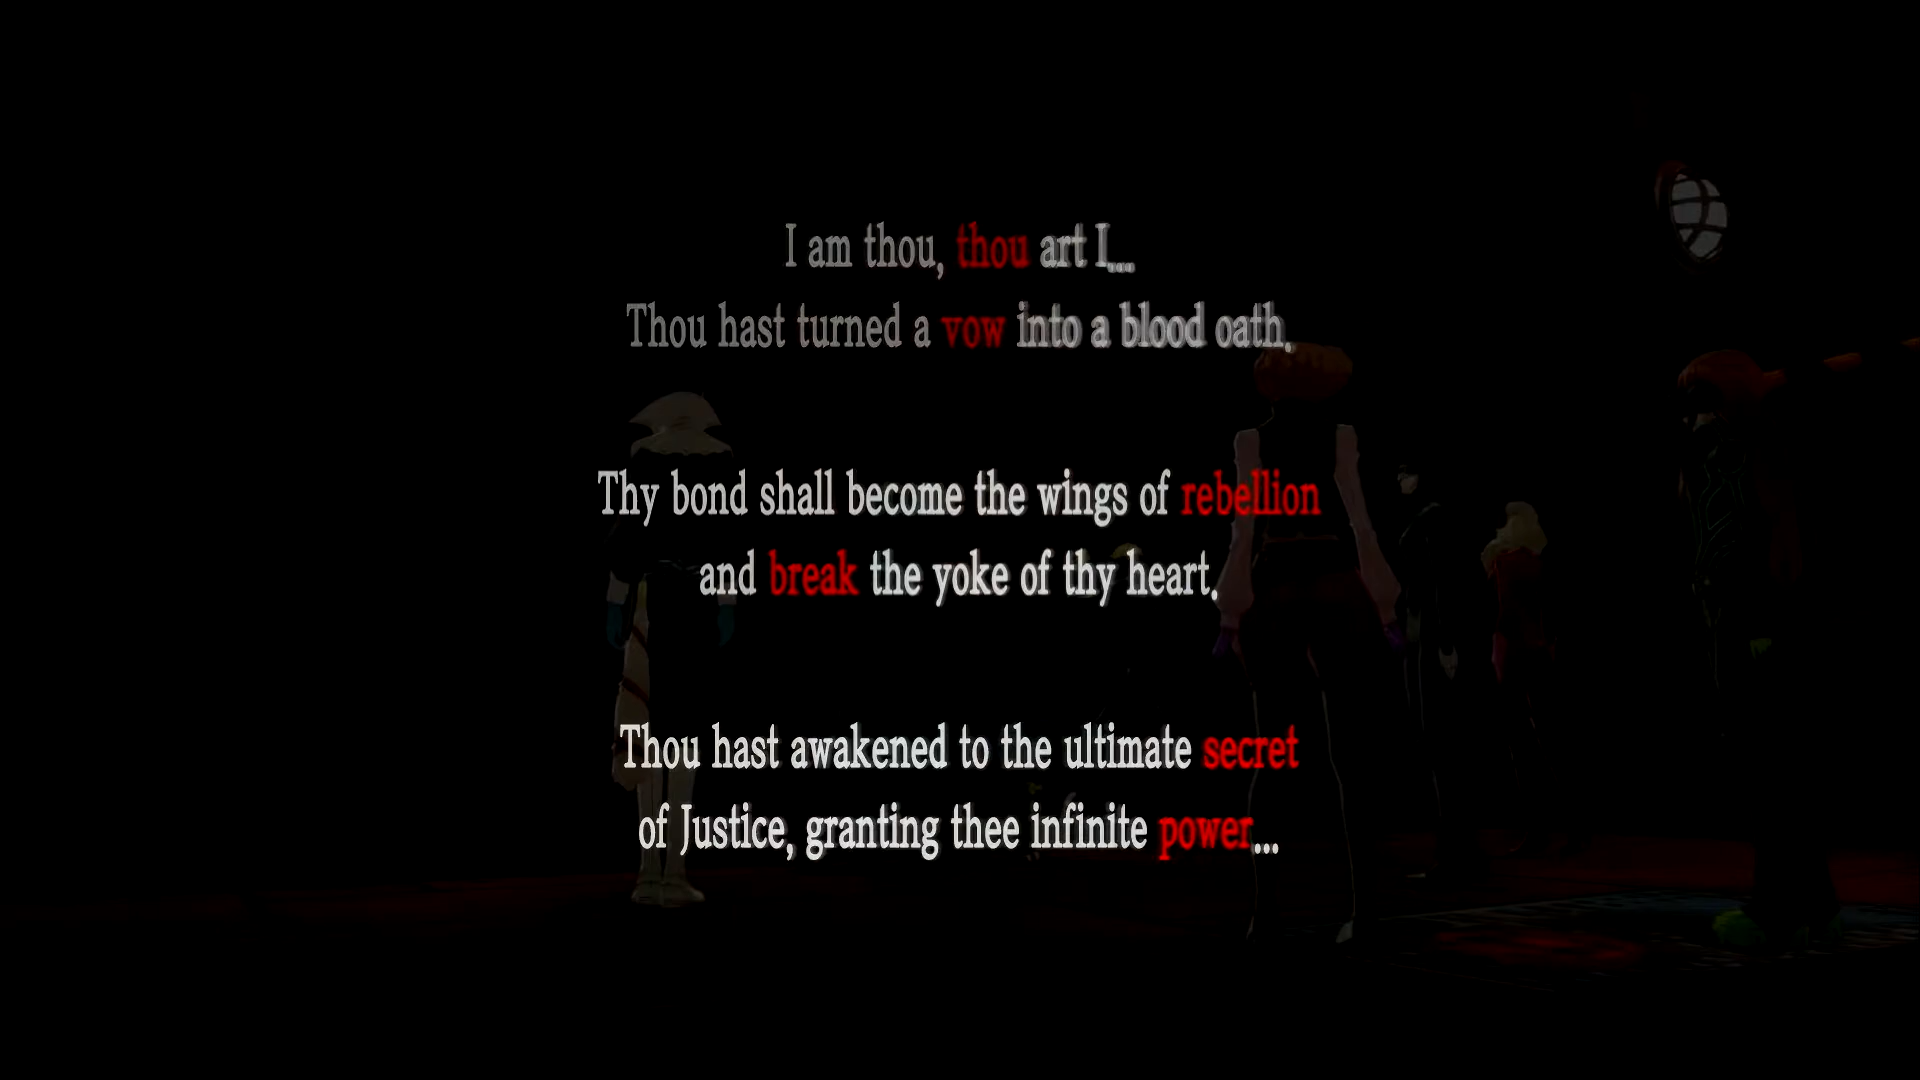 I am thou, thou art I...
Thou hast turned a vow into a blood oath.
Thy bond shall become the wings of rebellion
and break the yoke of thy heart.
Thou hast awakened to the ultimate secret
of Justice, granting thee infinite power...